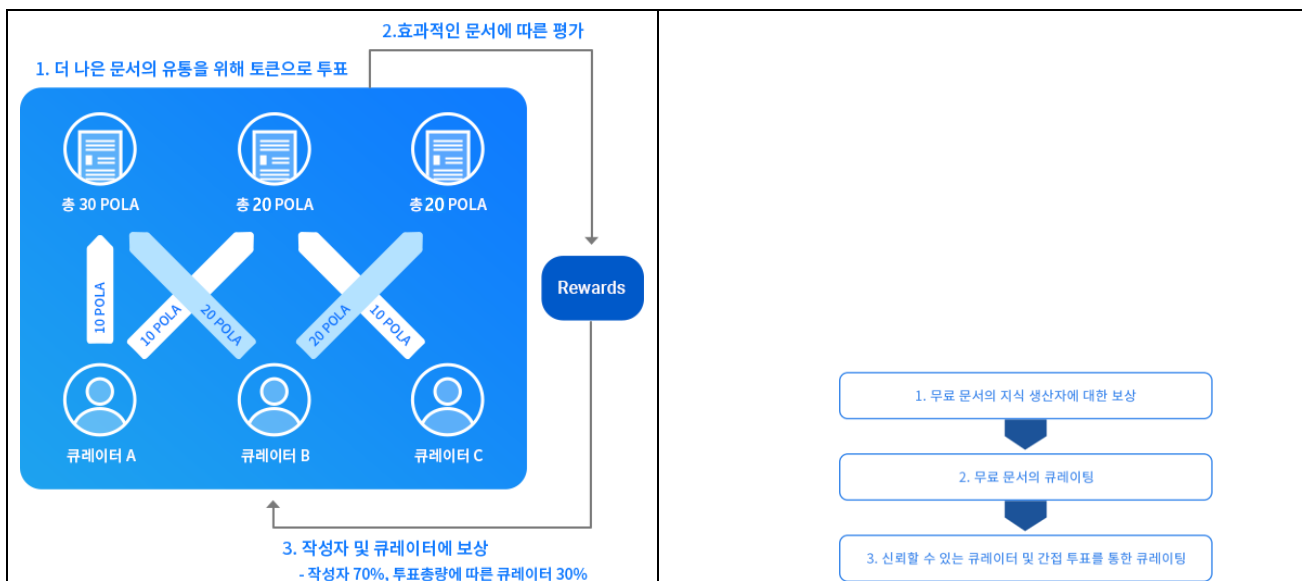 2.효과적인 문서에 따른 평가
1. 더 나은 문서의 유통을 위해 토큰으로 투표
총 30 POLA
총 20 POLA
총 20 POLA
10 POLA
10 POLA
20 POLA
20 POLA
10 POLA
Rewards
큐레이터 A
큐레이터 B
큐레이터 C
3. 작성자 및 큐레이터에 보상
- 작성자 70%, 투표총량에 따른 큐레이터 30%
1. 무료 문서의 지식 생산자에 대한 보상
2. 무료 문서의 큐레이팅
3. 신뢰할 수 있는 큐레이터 및 간접 투표를 통한 큐레이팅